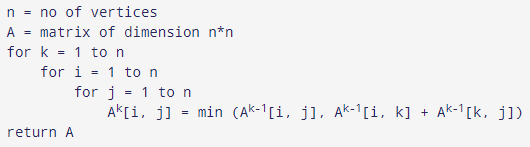 n = no of vertices
A = matrix of dimension n*n
for k = 1 to n
    for i = 1 to n
        for j = 1 to n
            Aᵏ[i, j] = min (Aᵏ⁻¹[i, j], Aᵏ⁻¹[i, k] + Aᵏ⁻¹[k, j])
return A